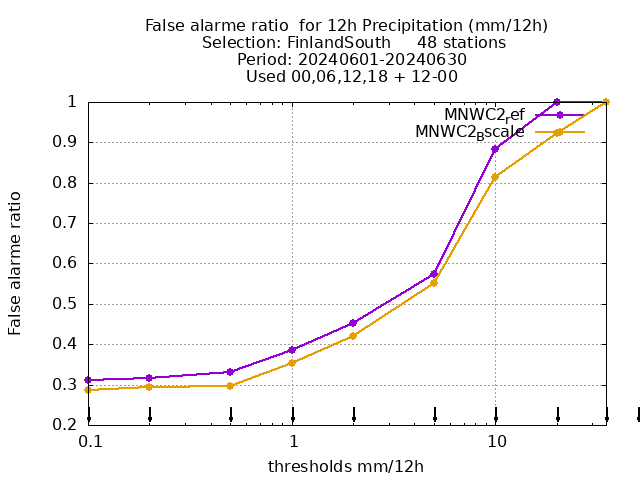 False alarme ratio  for 12h Precipitation (mm/12h)
Selection: FinlandSouth     48 stations
Period: 20240601-20240630
Used 00,06,12,18 + 12-00
MNWC2ref
MNWC2Bscale
1
0.9
0.8
0.7
0.6
0.5
0.4
0.3
0.2
False alarme ratio
0.1 1 10
thresholds mm/12h